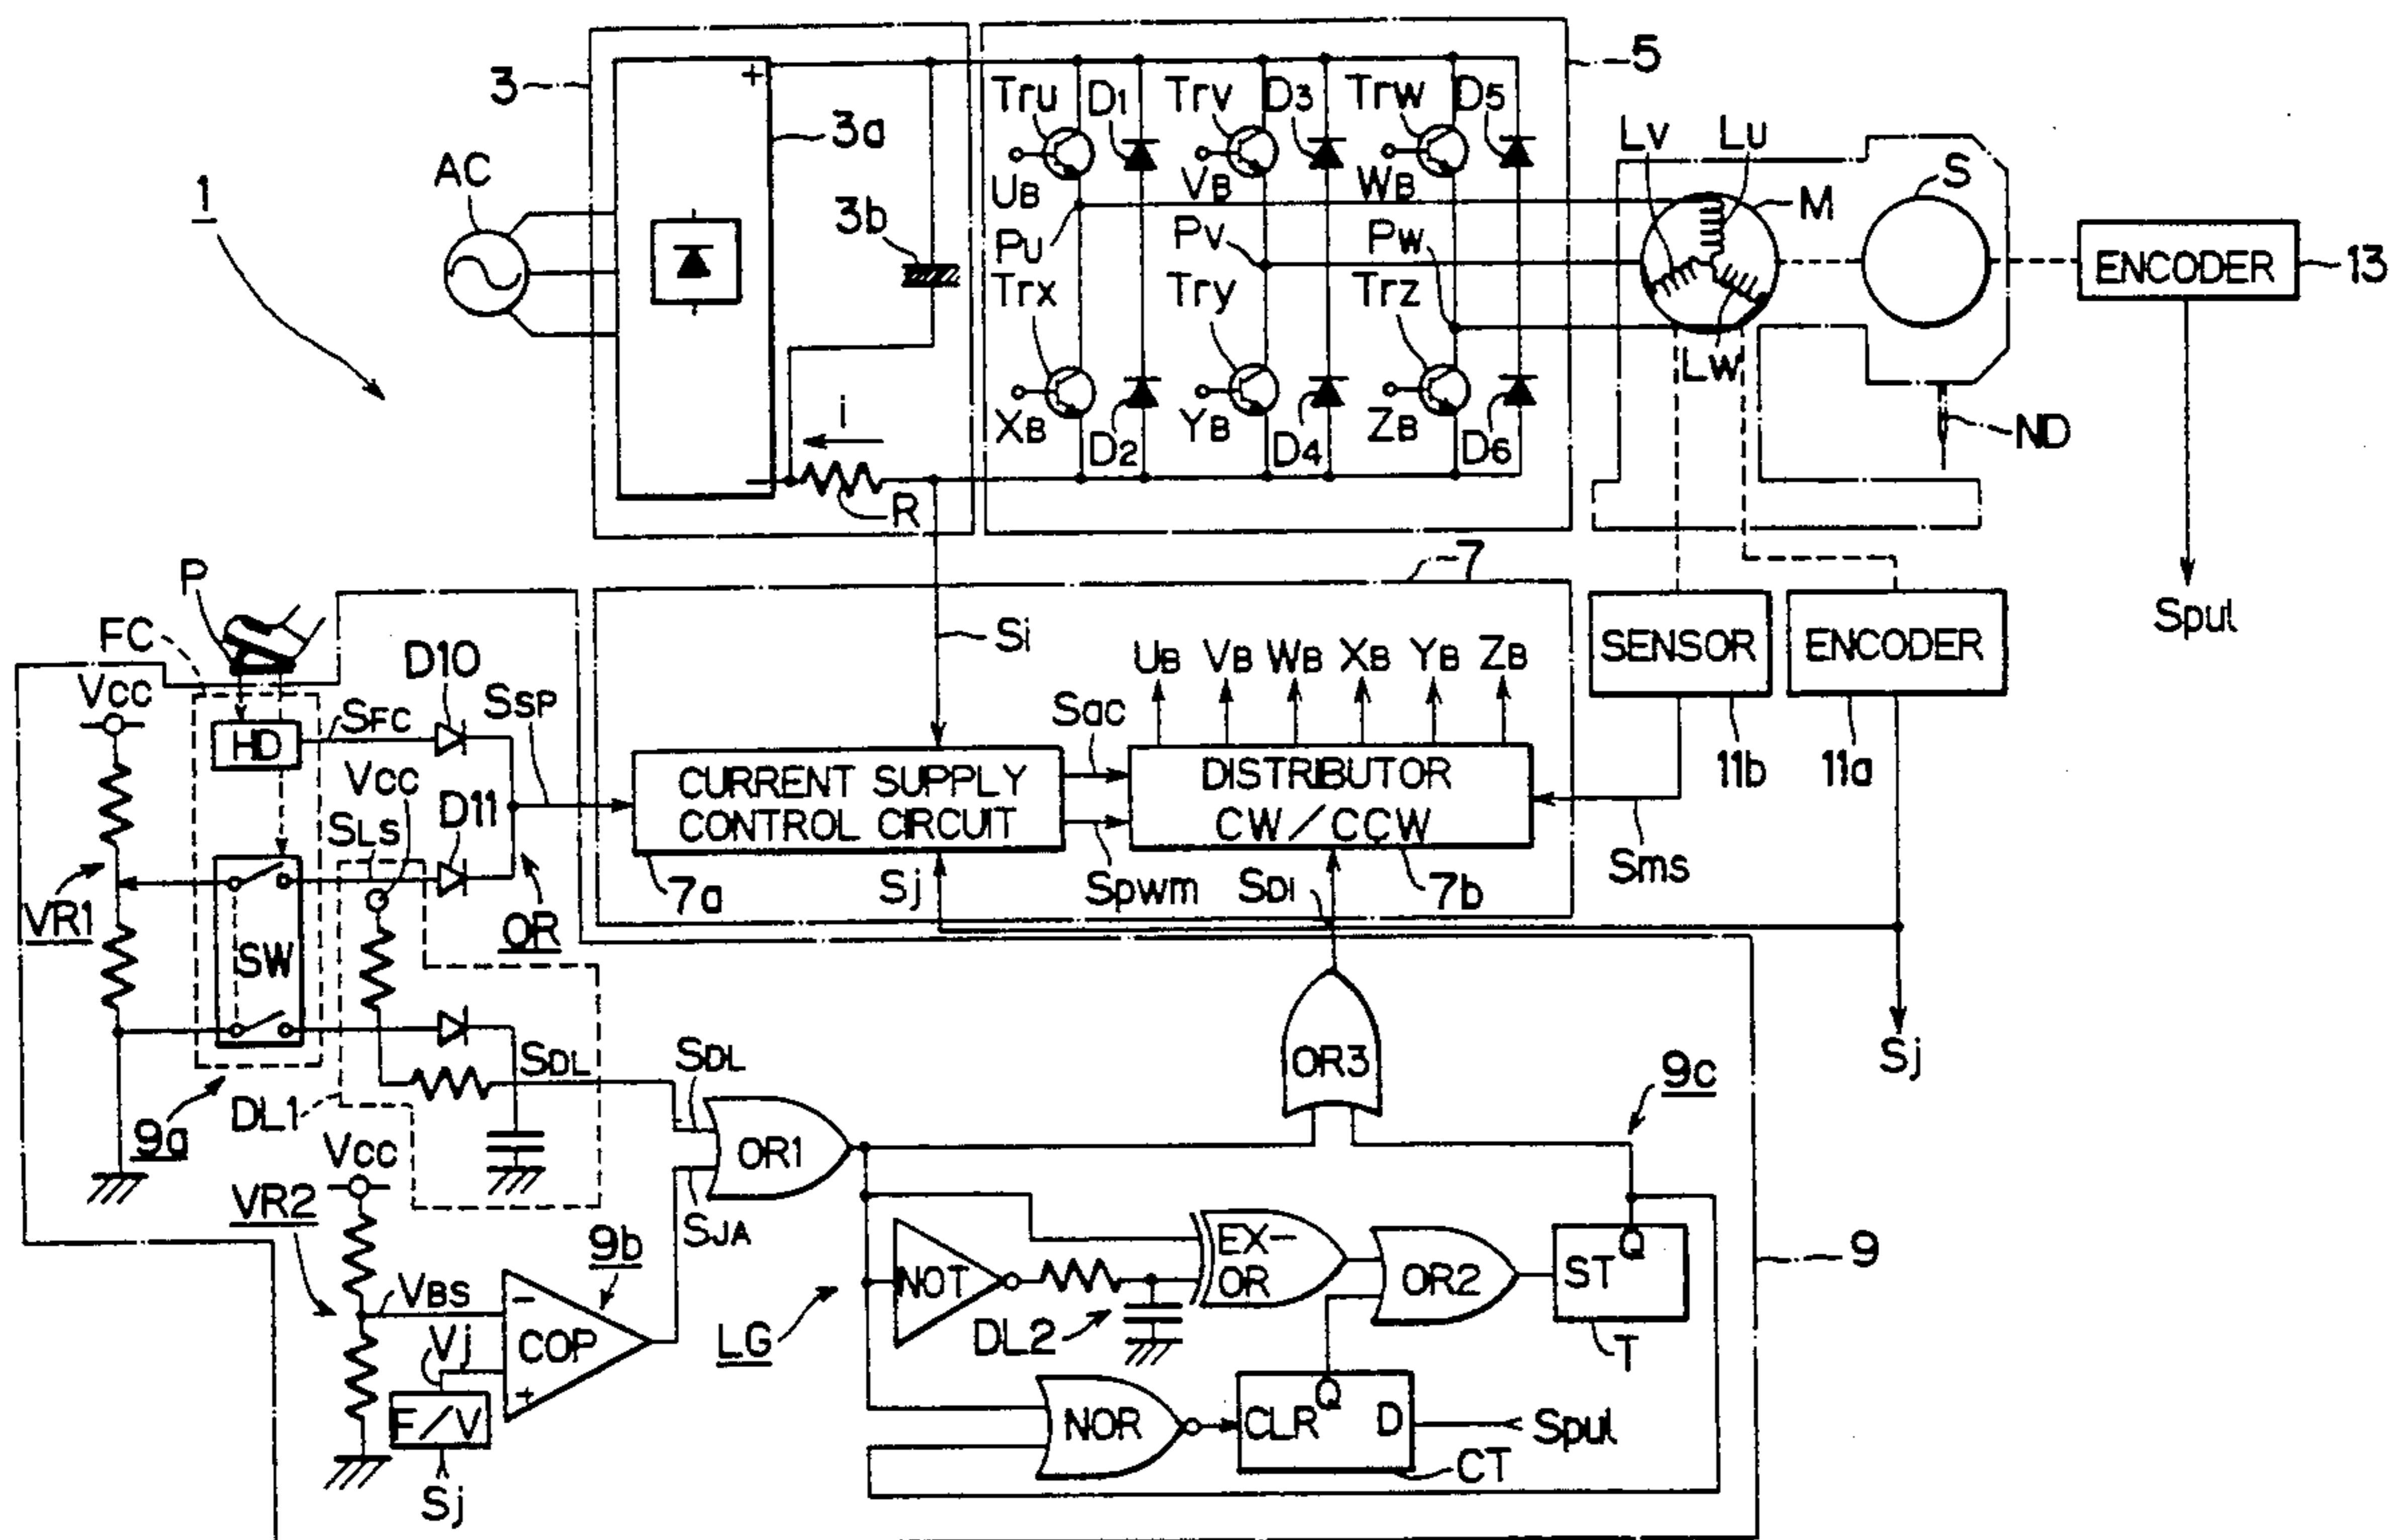 1
AC
3
3a
3b
+
−
i
R
5
Tru
D1
Trv
D3
Trw
D5
UB
VB
WB
Pu
Pv
Pw
Trx
Try
Trz
XB
D2
YB
D4
ZB
D6
Lv
Lu
M
S
Lw
ND
ENCODER
13
Spul
7
Si
UB
VB
WB
XB
YB
ZB
SENSOR
ENCODER
11b
11a
P
FC
Vcc
HD
SFC
D10
SSP
Vcc
SLS
D11
OR
VR1
SW
9a
DL1
SDL
CURRENT SUPPLY
CONTROL CIRCUIT
7a
Sac
Spwm
DISTRIBUTOR
CW/CCW
7b
Sms
Sj
SDi
Sj
OR3
9c
SDL
OR1
SJA
Vcc
VR2
VBS
Vj
−
COP
+
9b
F/V
Sj
LG
NOT
DL2
EX-
OR
OR2
Q
ST
T
9
NOR
Q
CLR
D
CT
Spul